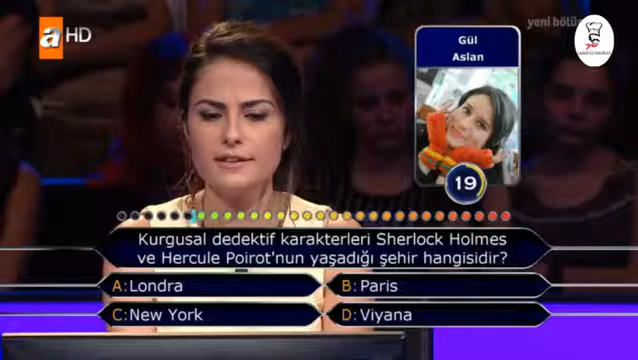 a HD
yeni bölüm
Gül
Aslan
19
Kurgusal dedektif karakterleri Sherlock Holmes
ve Hercule Poirot'nun yaşadığı şehir hangisidir?
A:Londra
B:Paris
C:New York
D:Viyana